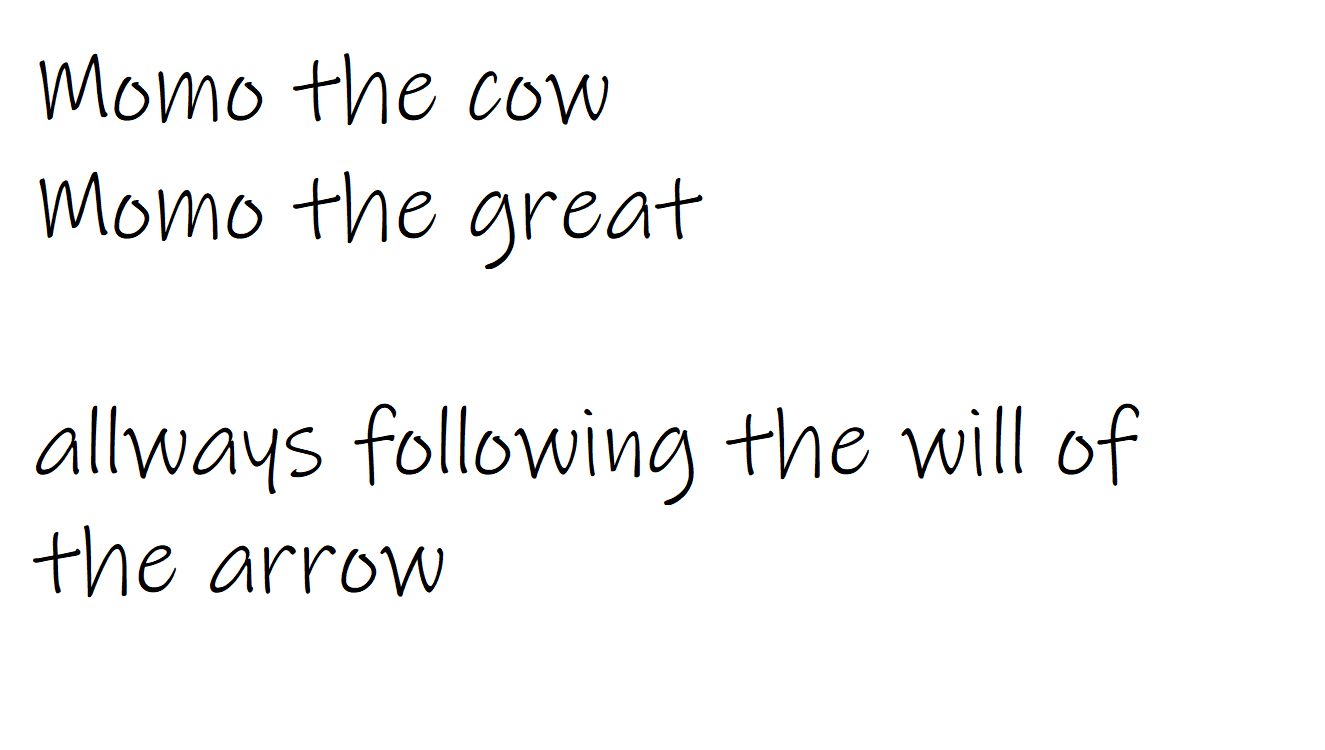 Momo the cow
Momo the great
allways following the will of
the arrow